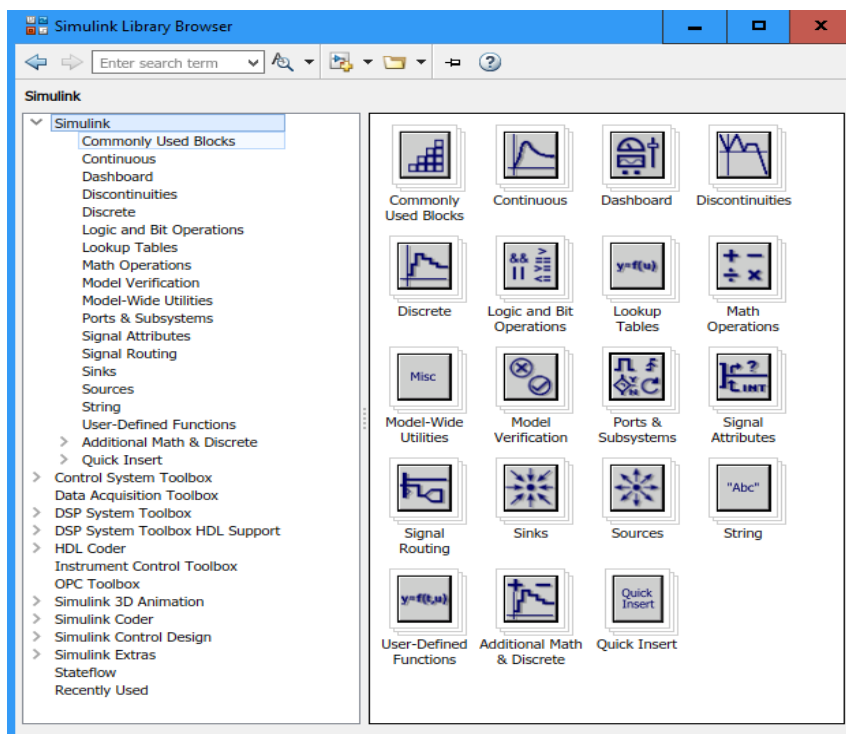 Simulink Library Browser
Enter search term
Simulink
Simulink
Commonly Used Blocks
Continuous
Dashboard
Discontinuities
Discrete
Logic and Bit Operations
Lookup Tables
Math Operations
Model Verification
Model-Wide Utilities
Ports & Subsystems
Signal Attributes
Signal Routing
Sinks
Sources
String
User-Defined Functions
Additional Math & Discrete
Quick Insert
Control System Toolbox
Data Acquisition Toolbox
DSP System Toolbox
DSP System Toolbox HDL Support
HDL Coder
Instrument Control Toolbox
OPC Toolbox
Simulink 3D Animation
Simulink Coder
Simulink Control Design
Simulink Extras
Stateflow
Recently Used
Commonly
Used Blocks
Continuous
Dashboard
Discontinuities
&& >
|| ==
>=
<=
y=f(u)
+ −
÷ ×
Discrete
Logic and Bit
Operations
Lookup
Tables
Math
Operations
Misc
Y
N
?
INT
Model-Wide
Utilities
Model
Verification
Ports &
Subsystems
Signal
Attributes
"Abc"
Signal
Routing
Sinks
Sources
String
y=f(t,u)
+
−
Quick
Insert
User-Defined
Functions
Additional Math
& Discrete
Quick Insert